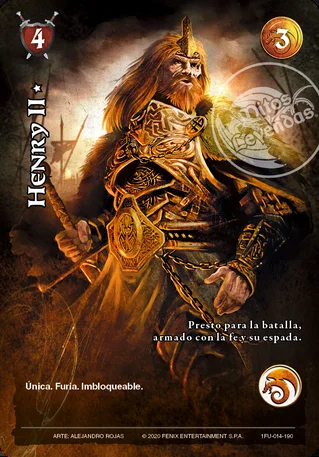 4
3
Mitos y Leyendas
Henry II
Presto para la batalla,
armado con la fe y su espada.
Única. Furia. Imbloqueable.
ARTE: ALEJANDRO ROJAS © 2020 FENIX ENTERTAINMENT S.P.A. 1FU-014-190